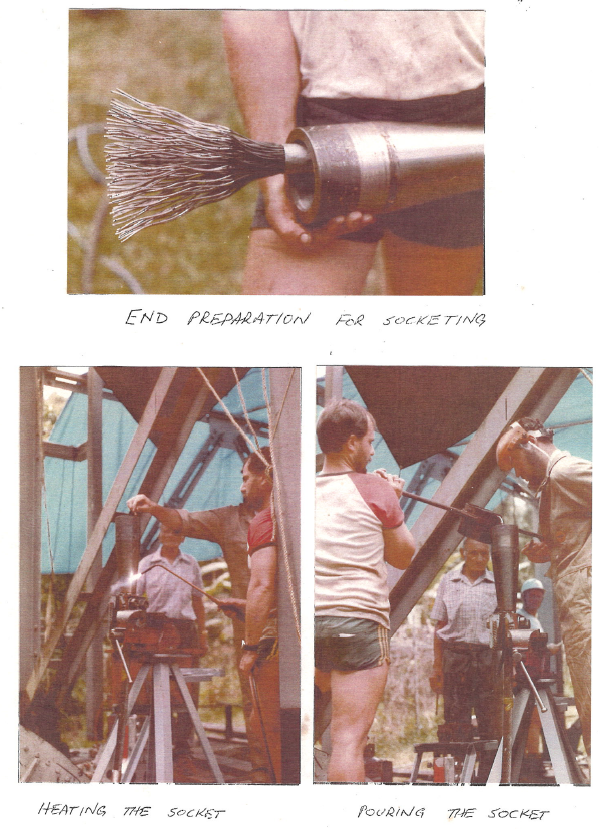 END PREPARATION FOR SOCKETING
HEATING THE SOCKET
POURING THE SOCKET